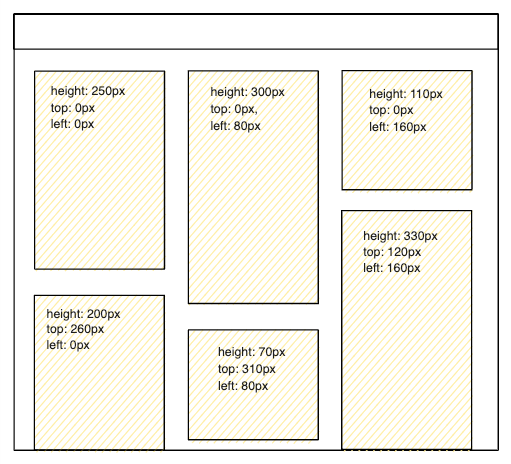 height: 250px
top: 0px
left: 0px
height: 300px
top: 0px,
left: 80px
height: 110px
top: 0px
left: 160px
height: 330px
top: 120px
left: 160px
height: 200px
top: 260px
left: 0px
height: 70px
top: 310px
left: 80px